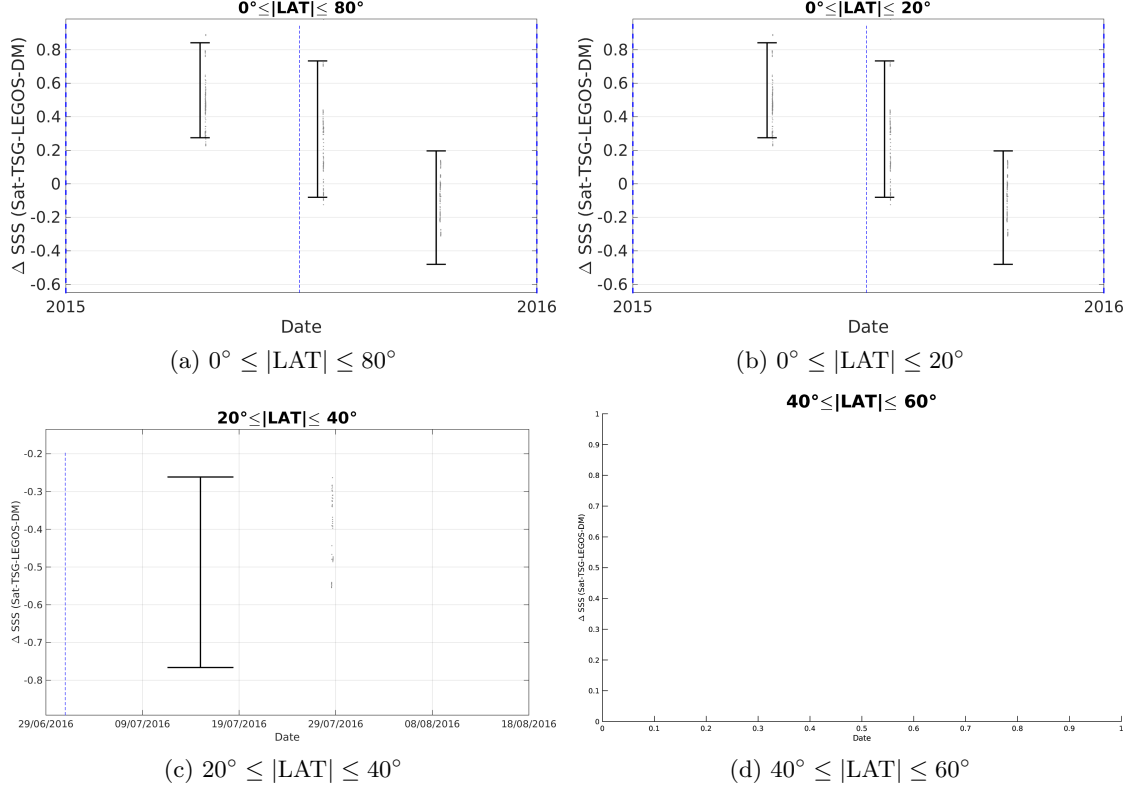 0°≤|LAT|≤ 80°
Δ SSS (Sat-TSG-LEGOS-DM)
0.8
0.6
0.4
0.2
0
-0.2
-0.4
-0.6
2015
2016
Date
(a) 0° ≤ |LAT| ≤ 80°
0°≤|LAT|≤ 20°
Δ SSS (Sat-TSG-LEGOS-DM)
0.8
0.6
0.4
0.2
0
-0.2
-0.4
-0.6
2015
2016
Date
(b) 0° ≤ |LAT| ≤ 20°
20°≤|LAT|≤ 40°
Δ SSS (Sat-TSG-LEGOS-DM)
-0.2
-0.3
-0.4
-0.5
-0.6
-0.7
-0.8
29/06/2016 09/07/2016 19/07/2016 29/07/2016 08/08/2016 18/08/2016
Date
(c) 20° ≤ |LAT| ≤ 40°
40°≤|LAT|≤ 60°
Δ SSS (Sat-TSG-LEGOS-DM)
1
0.9
0.8
0.7
0.6
0.5
0.4
0.3
0.2
0.1
0
0 0.1 0.2 0.3 0.4 0.5 0.6 0.7 0.8 0.9 1
Date
(d) 40° ≤ |LAT| ≤ 60°